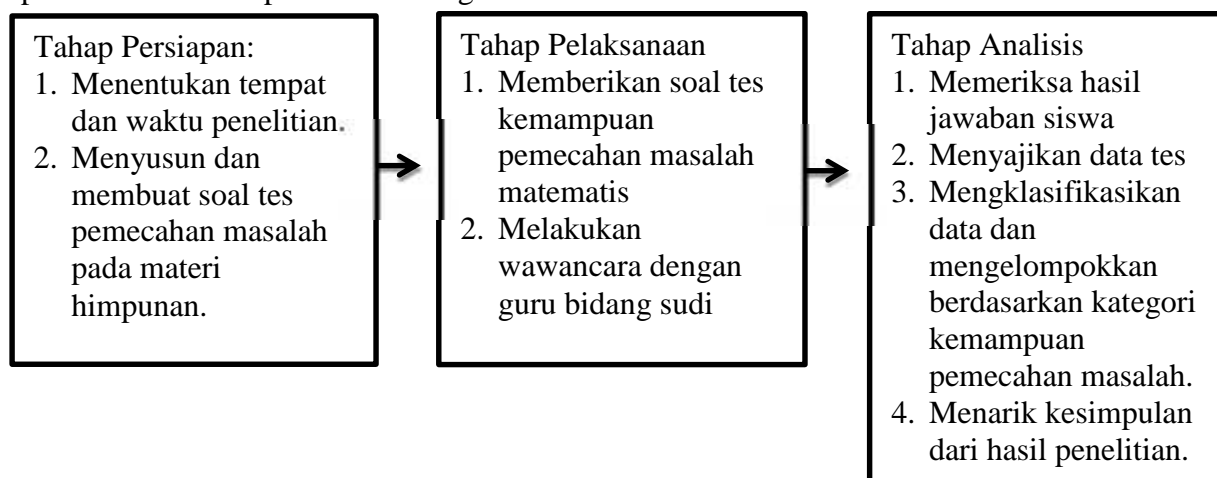 Tahap Persiapan:
1. Menentukan tempat
dan waktu penelitian.
2. Menyusun dan
membuat soal tes
pemecahan masalah
pada materi
himpunan.
Tahap Pelaksanaan
1. Memberikan soal tes
kemampuan
pemecahan masalah
matematis
2. Melakukan
wawancara dengan
guru bidang sudi
Tahap Analisis
1. Memeriksa hasil
jawaban siswa
2. Menyajikan data tes
3. Mengklasifikasikan
data dan
mengelompokkan
berdasarkan kategori
kemampuan
pemecahan masalah.
4. Menarik kesimpulan
dari hasil penelitian.